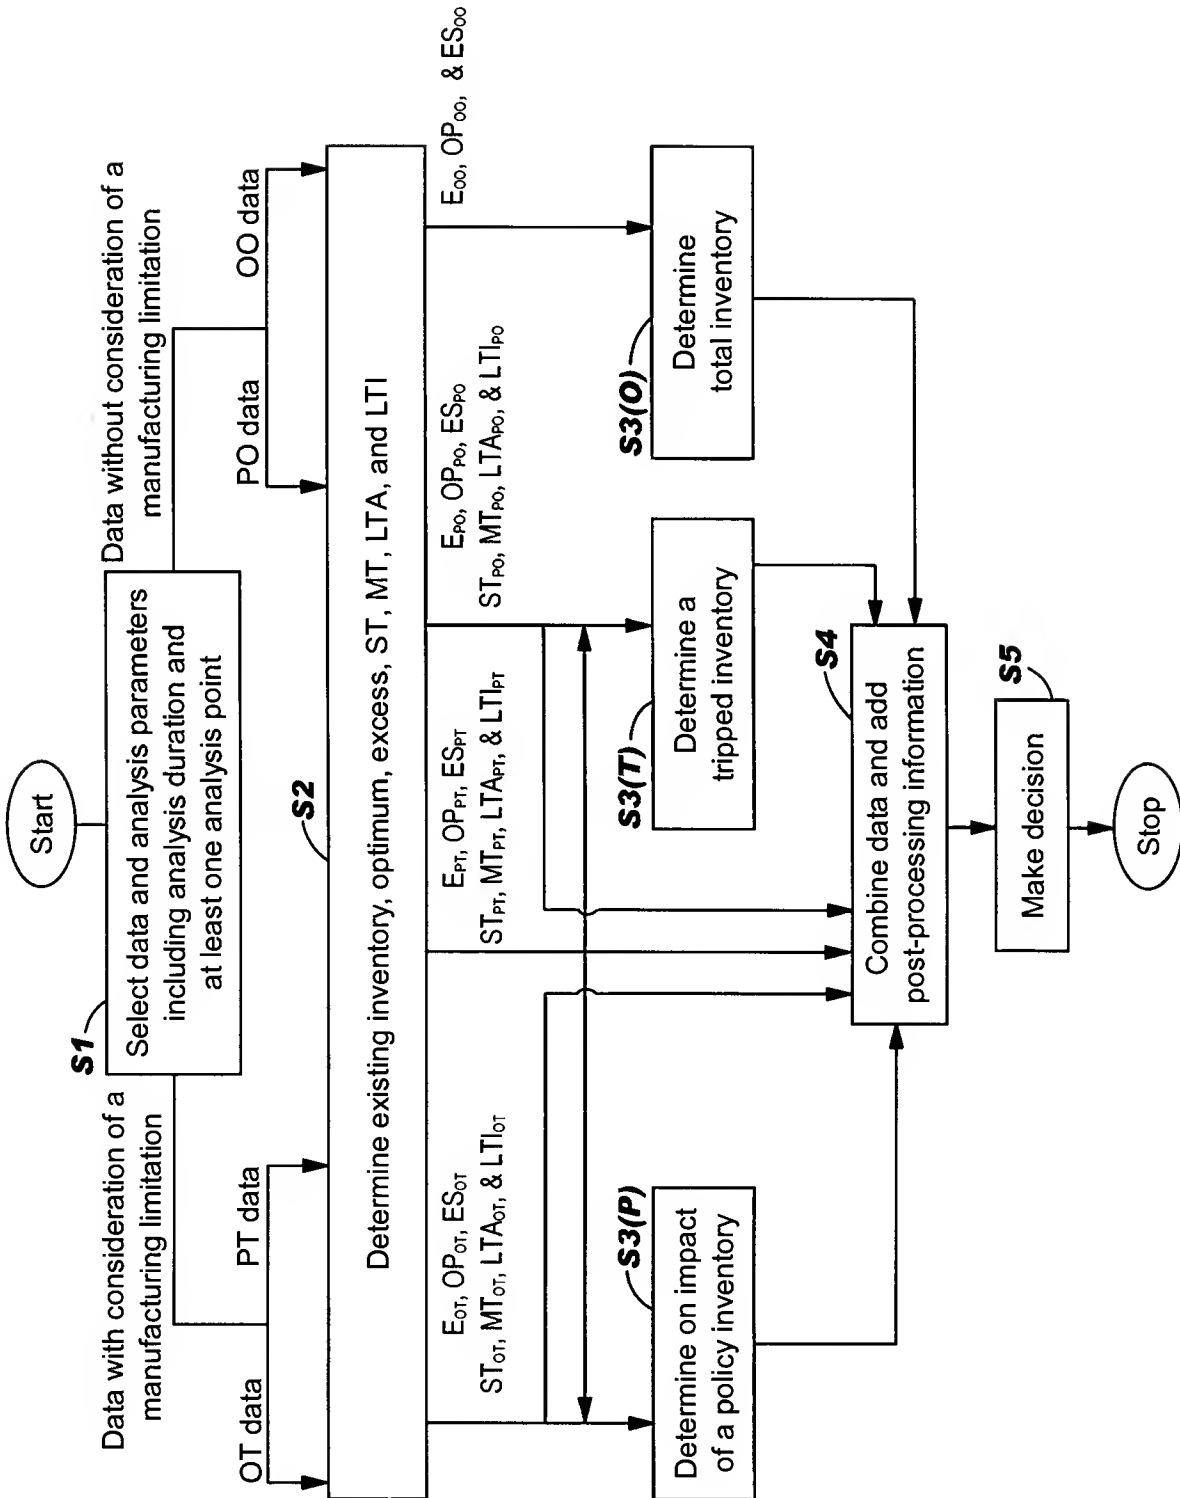 Start
S1
Select data and analysis parameters
including analysis duration and
at least one analysis point
Data with consideration of a
manufacturing limitation
Data without consideration of a
manufacturing limitation
OT data
PT data
PO data
OO data
S2
Determine existing inventory, optimum, excess, ST, MT, LTA, and LTI
E_OT, OP_OT, ES_OT
ST_OT, MT_OT, LTA_OT, & LTI_OT
E_PT, OP_PT, ES_PT
ST_PT, MT_PT, LTA_PT, & LTI_PT
E_PO, OP_PO, ES_PO
ST_PO, MT_PO, LTA_PO, & LTI_PO
E_OO, OP_OO, & ES_OO
S3(P)
Determine on impact
of a policy inventory
S3(T)
Determine a
tripped inventory
S3(O)
Determine
total inventory
S4
Combine data and add
post-processing information
S5
Make decision
Stop